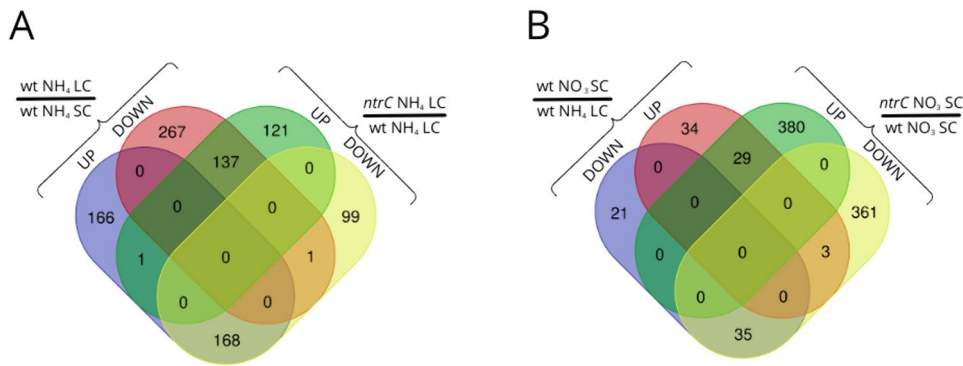 A
B
wt NH₄ LC
wt NH₄ SC
DOWN
UP
UP
DOWN
ntrC NH₄ LC
wt NH₄ LC
267
121
0
137
0
166
0
0
99
1
0
1
0
0
168
wt NO₃ SC
wt NH₄ LC
UP
DOWN
UP
DOWN
ntrC NO₃ SC
wt NO₃ SC
34
380
0
29
0
21
0
0
361
0
0
3
0
0
35